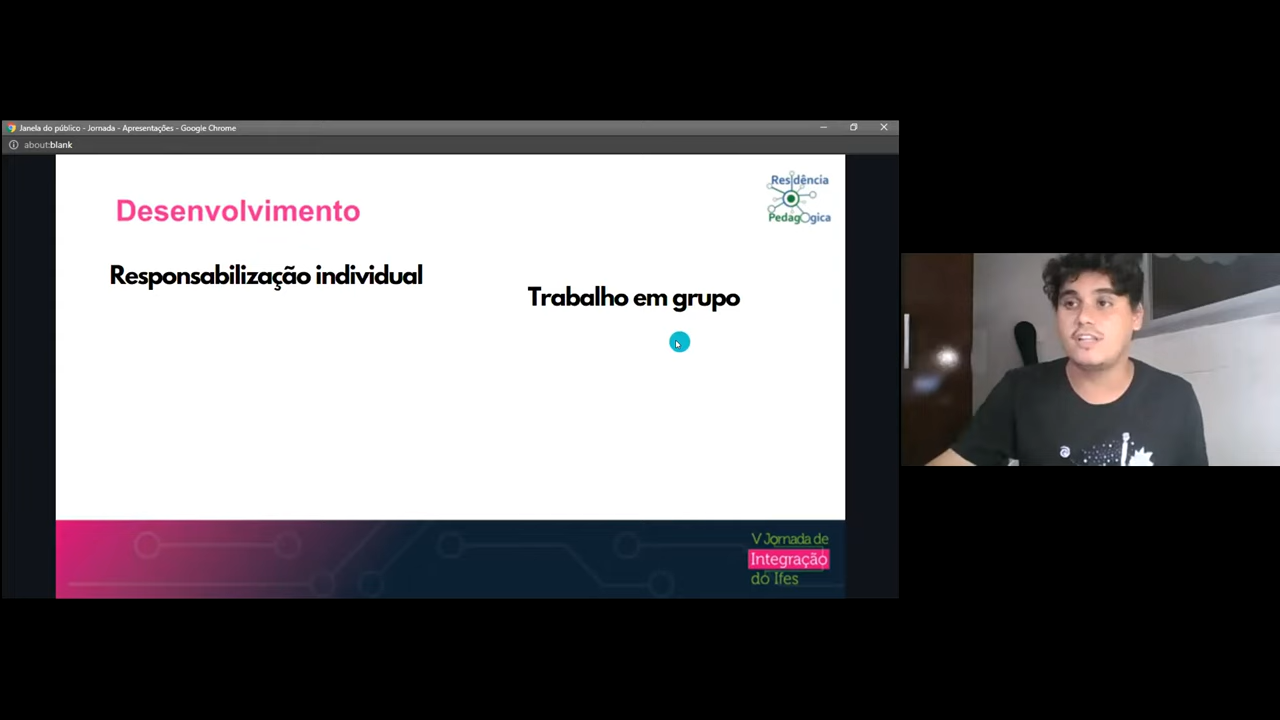 Janela do público - Jornada - Apresentações - Google Chrome
about:blank
Residência
Pedagógica
Desenvolvimento
Responsabilização individual
Trabalho em grupo
V Jornada de
Integração
do Ifes